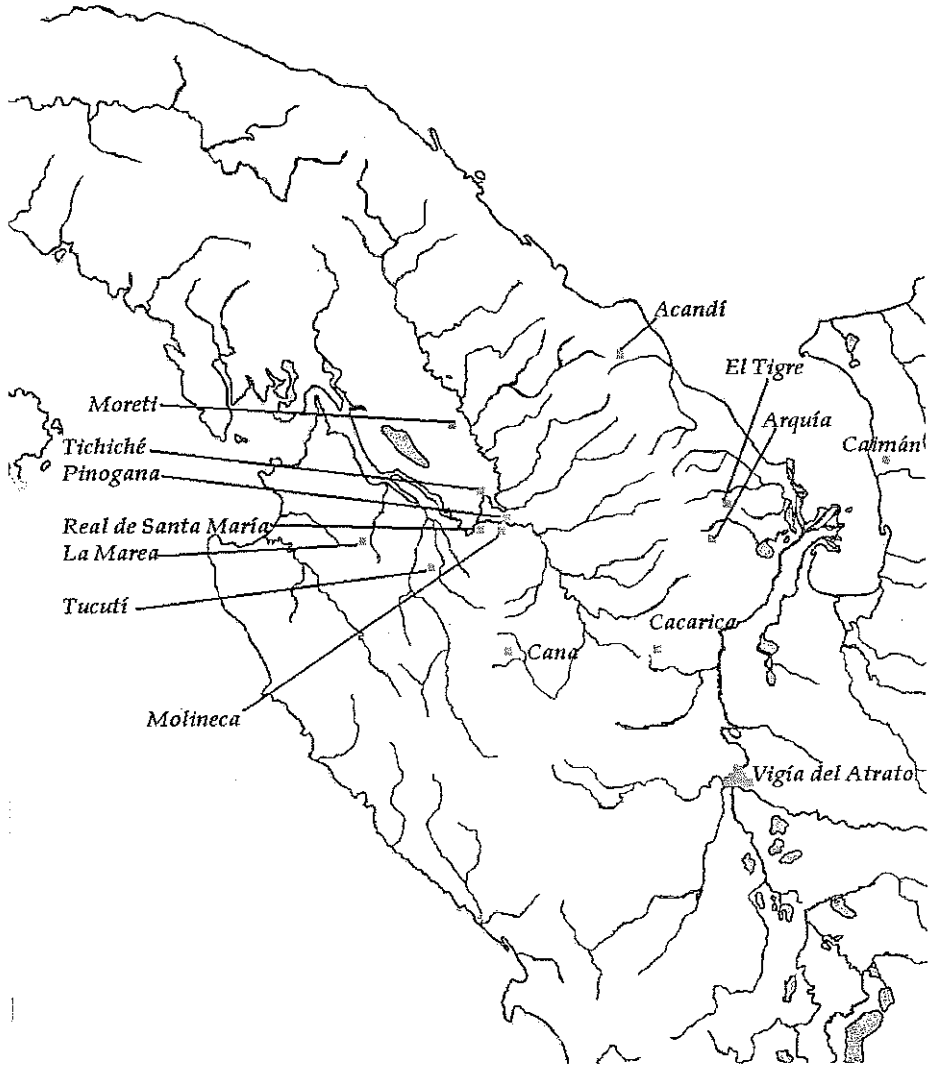 Acandí
El Tigre
Moreti
Arquía
Tichiché
Caimán
Pinogana
Real de Santa María
La Marea
Tucutí
Cacarica
Cana
Molineca
Vigía del Atrato